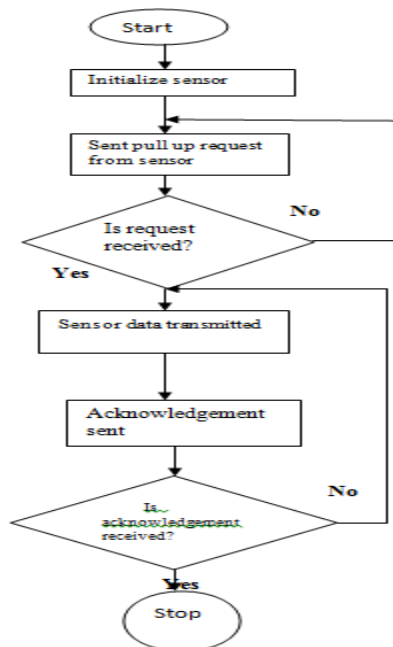 Start
Initialize sensor
Sent pull up request
from sensor
No
Is request
received?
Yes
Sensor data transmitted
Acknowledgement
sent
No
Is
acknowledgement
received?
Yes
Stop